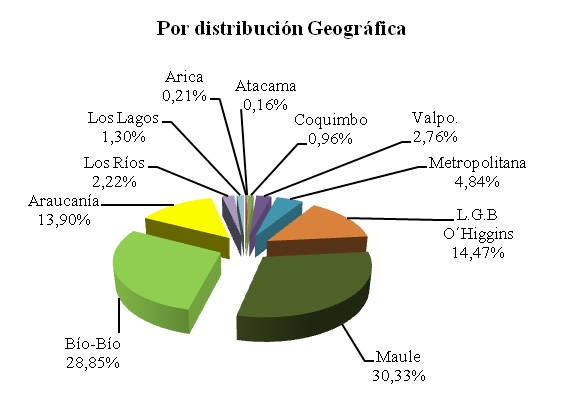 Por distribución Geográfica
Arica
0,21%
Atacama
0,16%
Los Lagos
1,30%
Coquimbo
0,96%
Valpo.
2,76%
Los Ríos
2,22%
Metropolitana
4,84%
Araucanía
13,90%
L.G.B
O´Higgins
14,47%
Bío-Bío
28,85%
Maule
30,33%